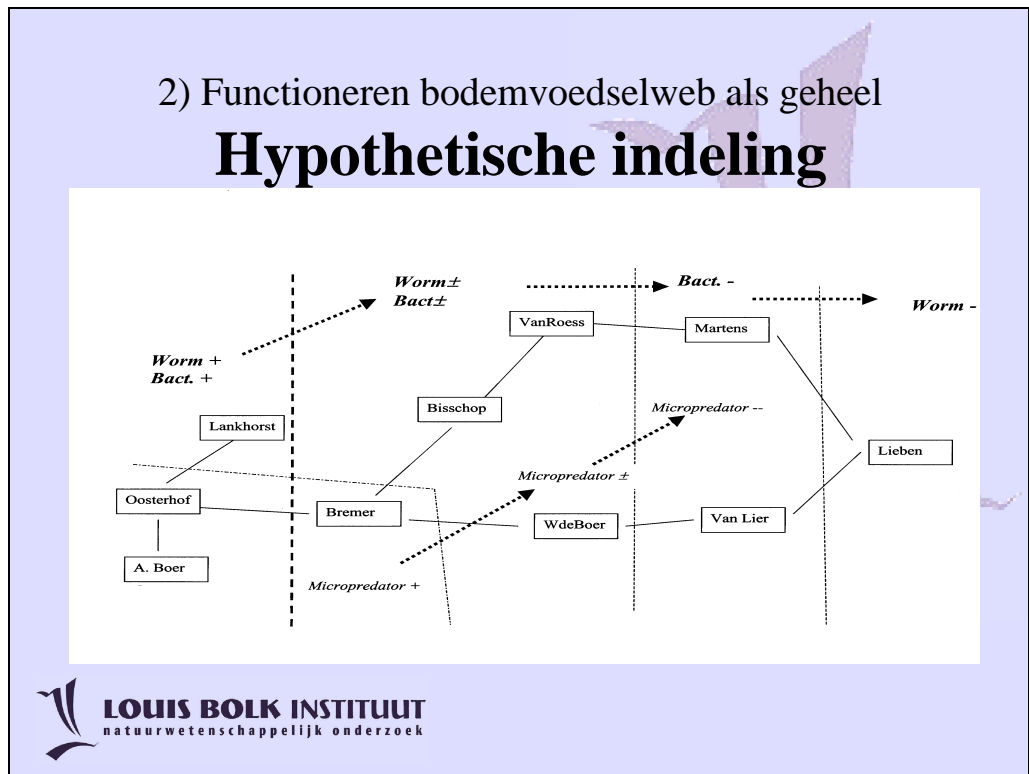 2) Functioneren bodemvoedselweb als geheel
Hypothetische indeling
Worm±
Bact±
Bact. -
Worm -
VanRoess
Martens
Worm +
Bact. +
Bisschop
Micropredator --
Lankhorst
Lieben
Micropredator ±
Oosterhof
Bremer
WdeBoer
Van Lier
A. Boer
Micropredator +
LOUIS BOLK INSTITUUT
natuurwetenschappelijk onderzoek